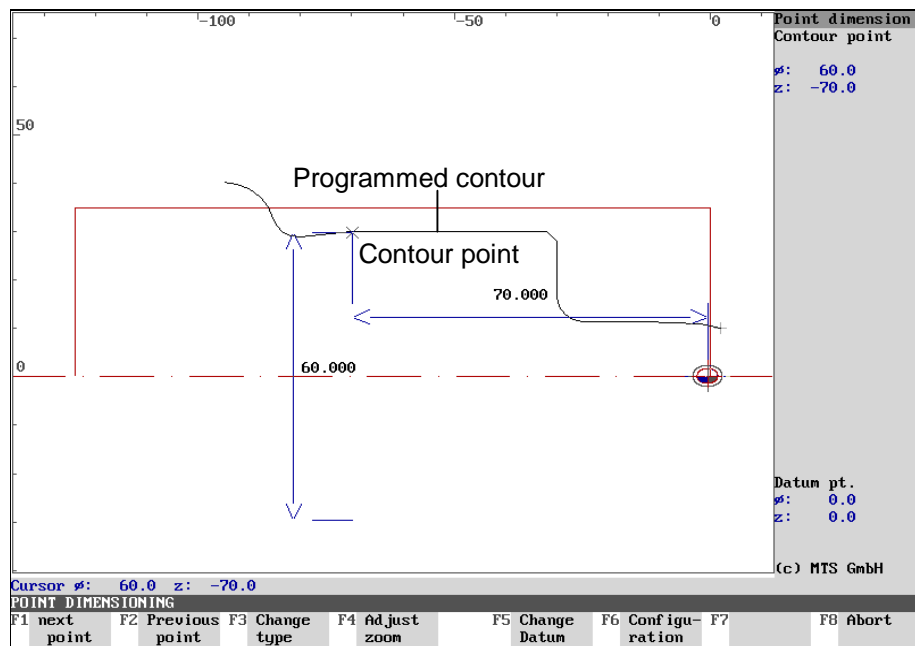 -100 -50 0 Point dimension
Contour point
ø: 60.0
z: -70.0
50
Programmed contour
Contour point
70.000
0
60.000
Datum pt.
ø: 0.0
z: 0.0
(c) MTS GmbH
Cursor ø: 60.0 z: -70.0
POINT DIMENSIONING
F1 next F2 Previous F3 Change F4 Adjust F5 Change F6 Configu- F7 F8 Abort
point point type zoom Datum ration